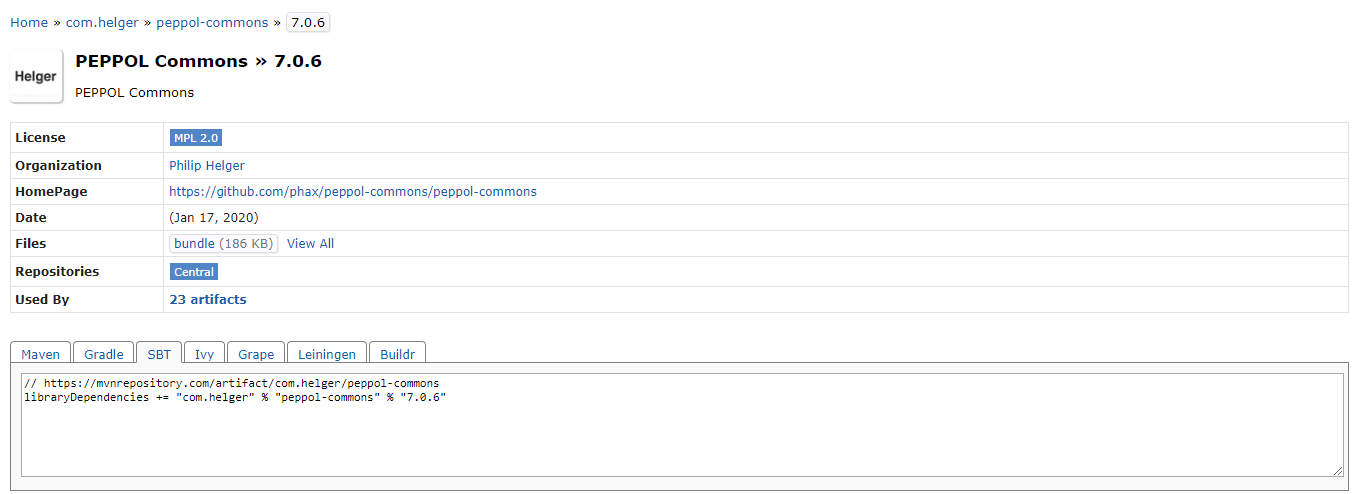 Home » com.helger » peppol-commons » 7.0.6
Helger
PEPPOL Commons » 7.0.6
PEPPOL Commons
License MPL 2.0
Organization Philip Helger
HomePage https://github.com/phax/peppol-commons/peppol-commons
Date (Jan 17, 2020)
Files bundle (186 KB) View All
Repositories Central
Used By 23 artifacts
Maven Gradle SBT Ivy Grape Leiningen Buildr
// https://mvnrepository.com/artifact/com.helger/peppol-commons
libraryDependencies += "com.helger" % "peppol-commons" % "7.0.6"